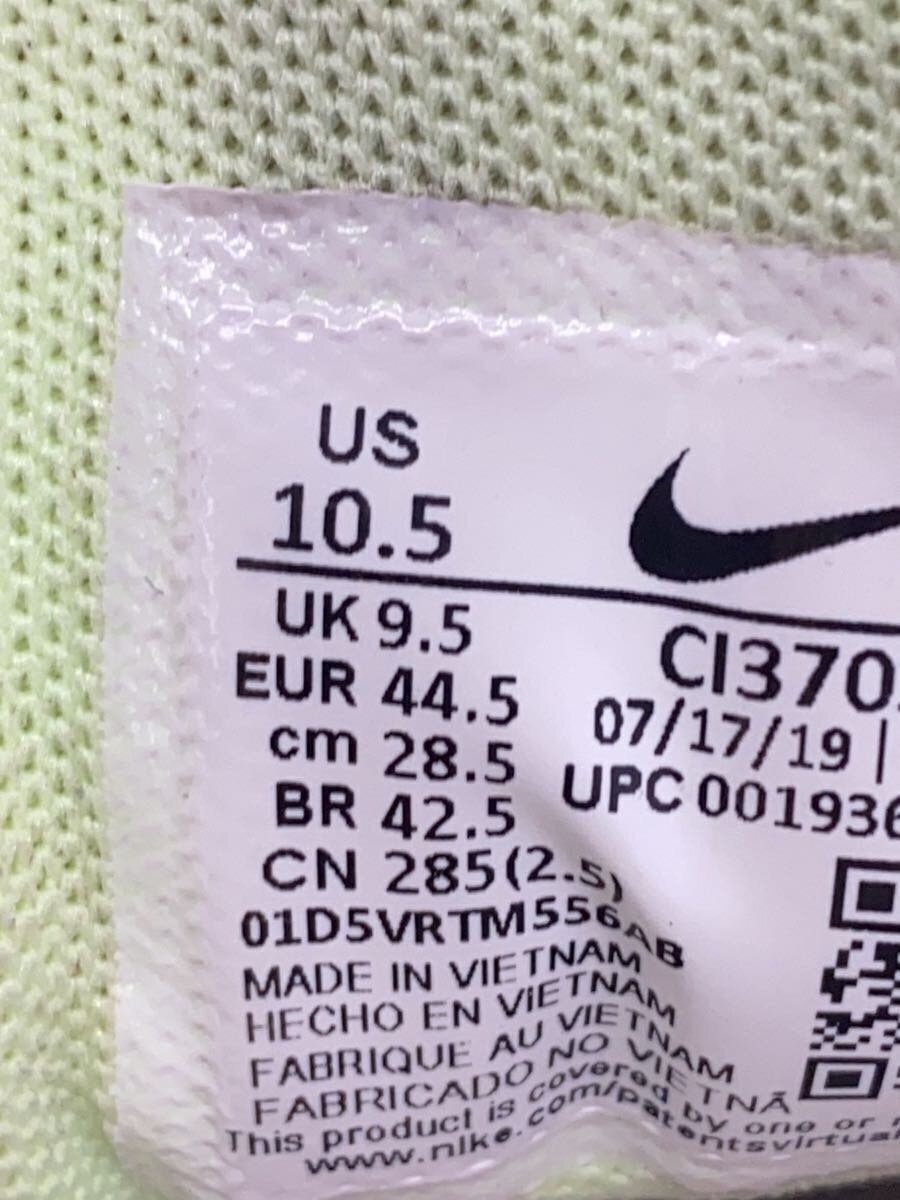 US
10.5
UK 9.5
EUR 44.5
cm 28.5
BR 42.5
CN 285(2.5)
CI370
07/17/19 |
UPC 001936
01D5VRTM556AB
MADE IN VIETNAM
HECHO EN VIETNAM
FABRIQUE AU VIETNAM
FABRICADO NO VIETNÃ
This product is covered by one or
www.nike.com/patentsvirtual